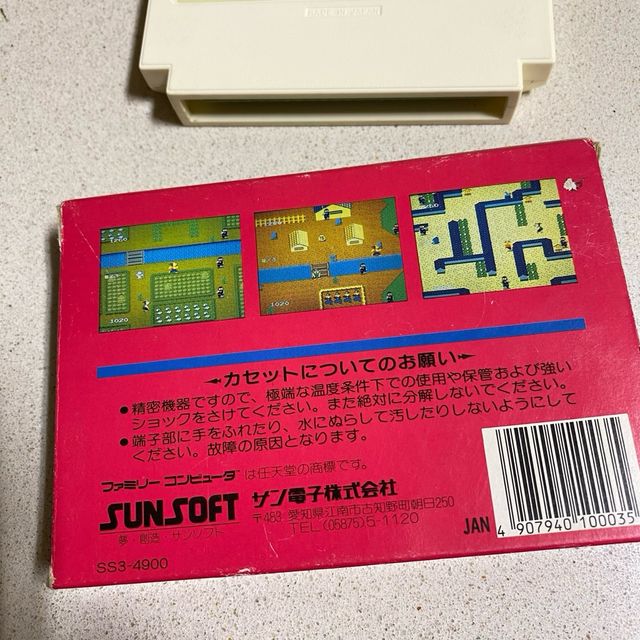 MADE IN JAPAN
1020
1020
カセットについてのお願い
●精密機器ですので、極端な温度条件下での使用や保管および強い
ショックをさけてください。また絶対に分解しないでください。
●端子部に手をふれたり、水にぬらして汚したりしないようにして
ください。故障の原因となります。
ファミリーコンピュータは任天堂の商標です。
SUNSOFT サン電子株式会社
夢・創造・サンソフト
〒483 愛知県江南市古知野町朝日250
TEL(05875)5-1120
SS3-4900
JAN 4 907940 100035